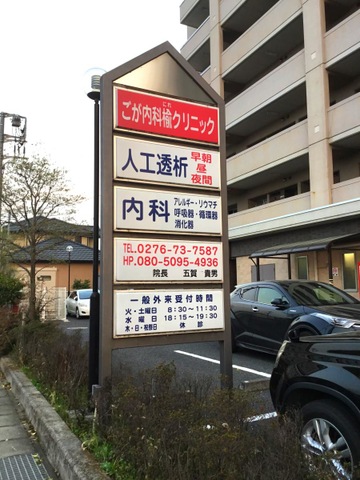 にれ
ごが内科楡クリニック
人工透析 早朝 昼 夜間
内科 アレルギー・リウマチ
呼吸器・循環器
消化器
TEL.0276-73-7587
HP.080-5095-4936
院長 五賀 貴男
一般外来受付時間
火・土曜日 8:30～11:30
水曜日 18:15～19:30
木・日・祝祭日 休診